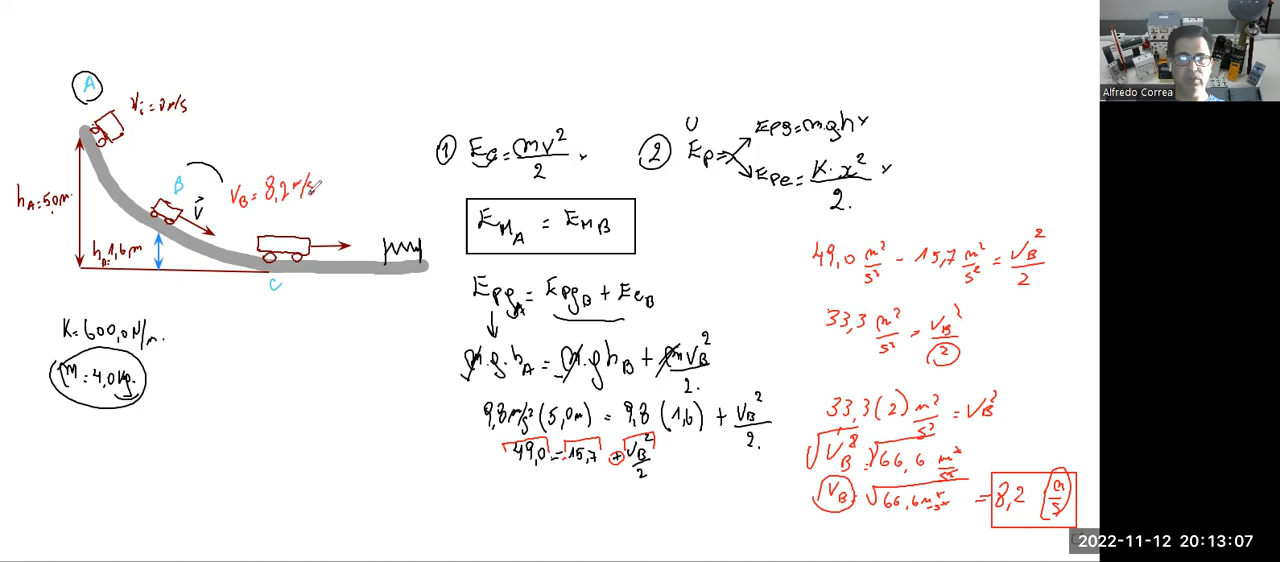 A
Vi = 0 m/s
hA = 5,0 m
B
V
VB = 8,2 m/s
hB = 1,6 m
C
K = 600,0 N/m
m = 4,0 kg
1 Ec = mv²/2
2 U
Ep ⇒
Epg = m.g.h
Epe = K.x²/2.
EMA = EMB
EpgA = EpgB + EcB
m.g.hA = m.ghB + mVB²/2.
9,8 m/s² (5,0m) = 9,8 (1,6) + VB²/2.
49,0 = 15,7 + VB²/2
49,0 m²/s² - 15,7 m²/s² = VB²/2
33,3 m²/s² = VB²/2
33,3 (2) m²/s² = VB²
√VB² = √66,6 m²/s²
VB = √66,6 m²/s² = 8,2 m/s
Alfredo Correa
2022-11-12 20:13:07